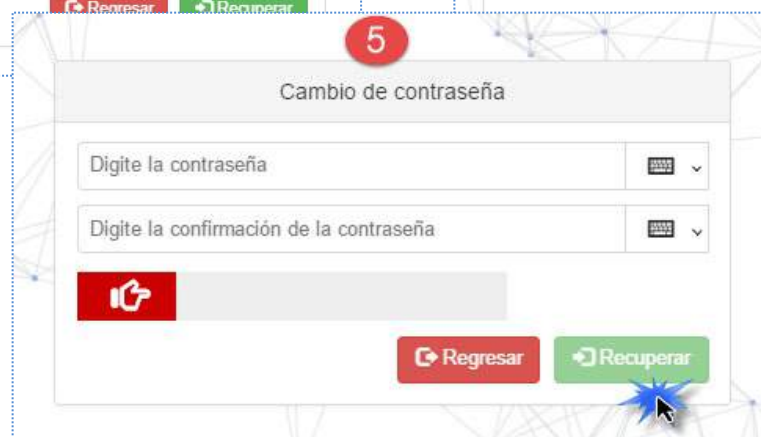 Regresar Recuperar
5
Cambio de contraseña
Digite la contraseña
Digite la confirmación de la contraseña
Regresar Recuperar